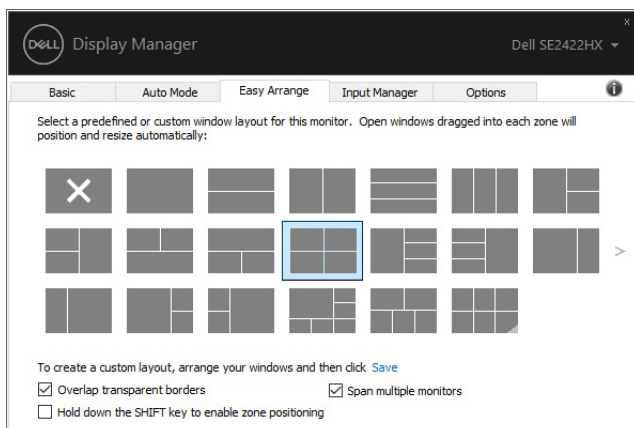 DELL Display Manager
Dell SE2422HX
x
Basic
Auto Mode
Easy Arrange
Input Manager
Options
i
Select a predefined or custom window layout for this monitor. Open windows dragged into each zone will
position and resize automatically:
>
To create a custom layout, arrange your windows and then click Save
Overlap transparent borders
Span multiple monitors
Hold down the SHIFT key to enable zone positioning